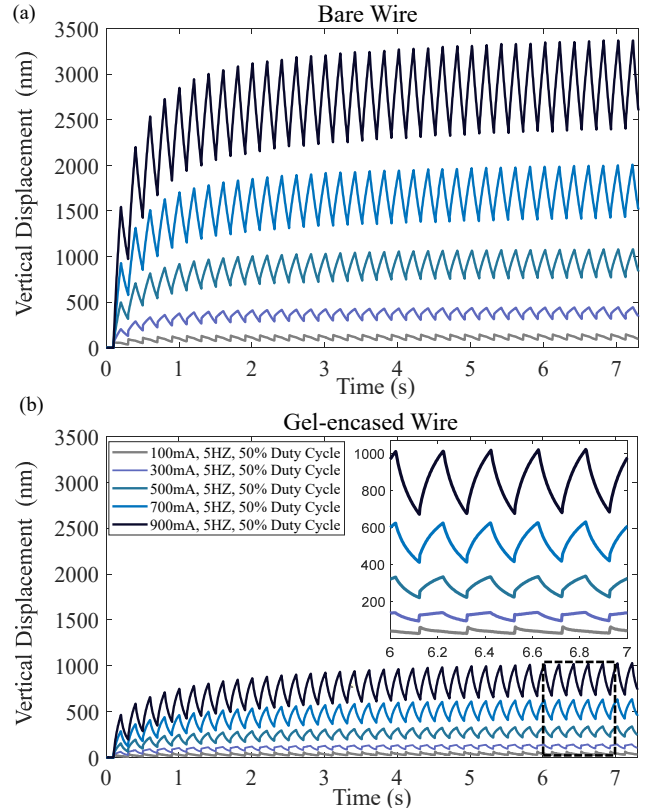 (a)
Bare Wire
3500
3000
2500
2000
1500
1000
500
0
Vertical Displacement (nm)
0 1 2 3 4 5 6 7
Time (s)
(b)
Gel-encased Wire
3500
3000
2500
2000
1500
1000
500
0
Vertical Displacement (nm)
100mA, 5HZ, 50% Duty Cycle
300mA, 5HZ, 50% Duty Cycle
500mA, 5HZ, 50% Duty Cycle
700mA, 5HZ, 50% Duty Cycle
900mA, 5HZ, 50% Duty Cycle
1000
800
600
400
200
6 6.2 6.4 6.6 6.8 7
0 1 2 3 4 5 6 7
Time (s)